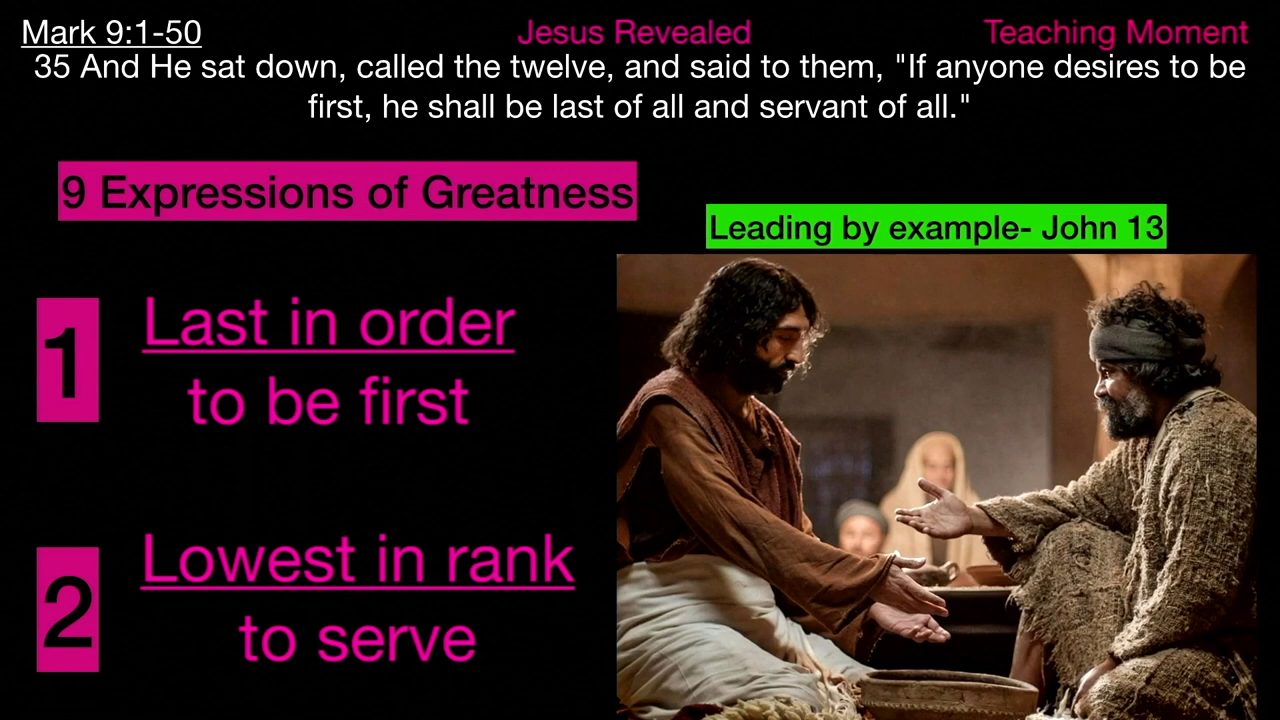 Mark 9:1-50
Jesus Revealed
Teaching Moment
35 And He sat down, called the twelve, and said to them, "If anyone desires to be
first, he shall be last of all and servant of all."
9 Expressions of Greatness
Leading by example- John 13
1
Last in order
to be first
2
Lowest in rank
to serve